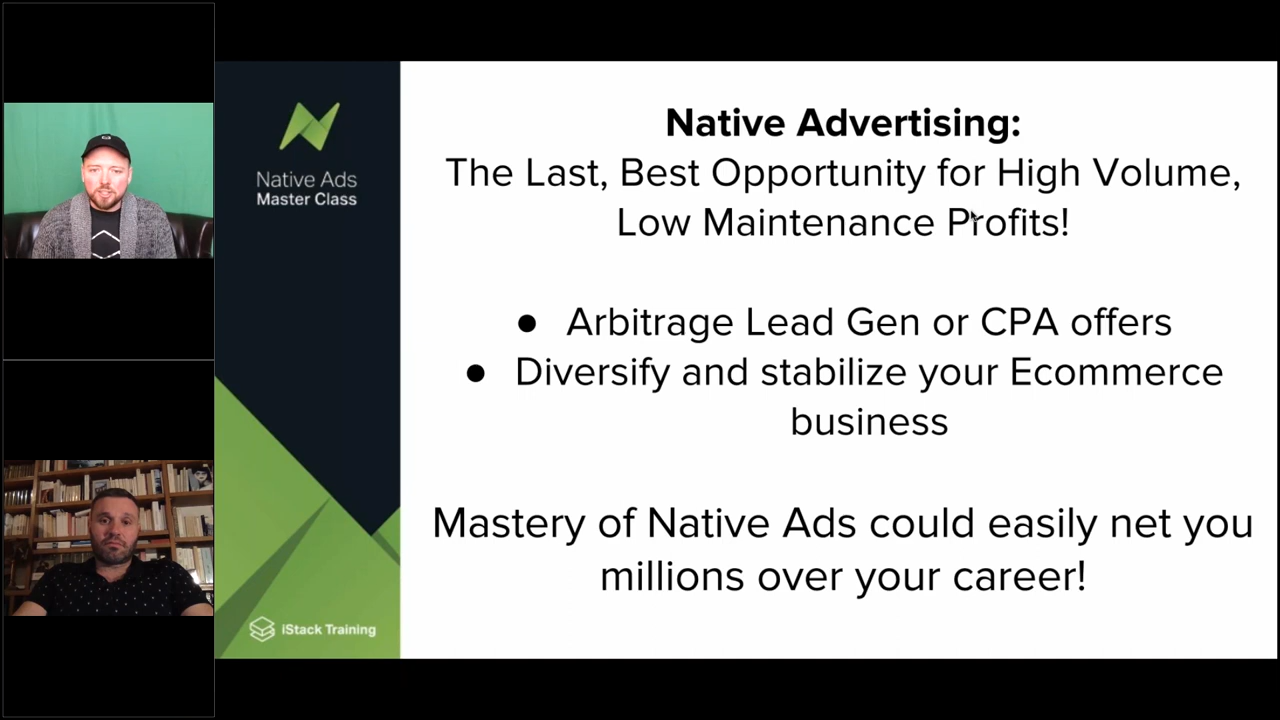 Native Ads
Master Class
iStack Training
Native Advertising:
The Last, Best Opportunity for High Volume,
Low Maintenance Profits!
● Arbitrage Lead Gen or CPA offers
● Diversify and stabilize your Ecommerce
business
Mastery of Native Ads could easily net you
millions over your career!